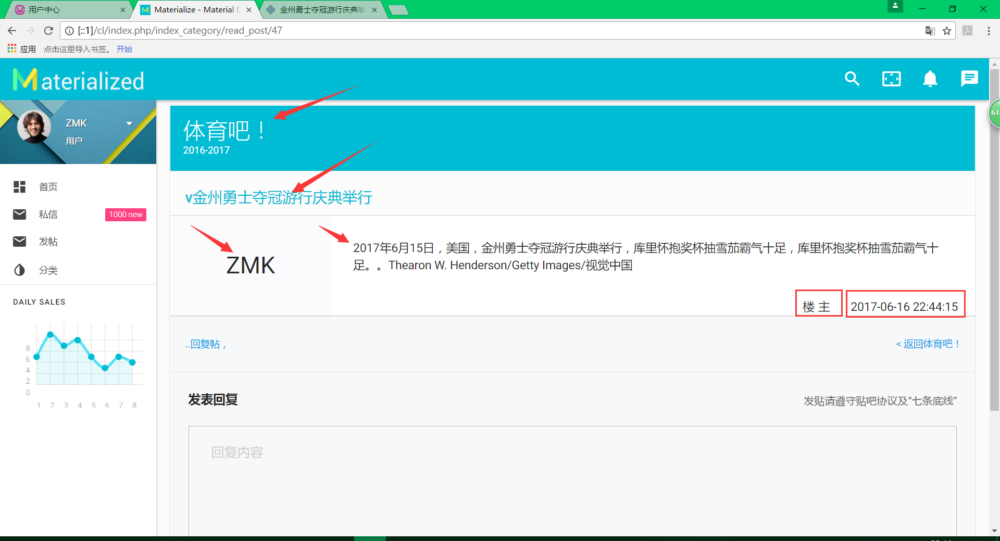 用户中心
Materialize - Material D
金州勇士夺冠游行庆典举
[::1]/cl/index.php/index_category/read_post/47
应用 点击这里导入书签。 开始
Materialized
61
ZMK
用户
首页
私信 1000 new
发帖
分类
DAILY SALES
8
6
4
2
0
1 2 3 4 5 6 7 8
体育吧！
2016-2017
v金州勇士夺冠游行庆典举行
ZMK
2017年6月15日，美国，金州勇士夺冠游行庆典举行，库里怀抱奖杯抽雪茄霸气十足，库里怀抱奖杯抽雪茄霸气十
足。。Thearon W. Henderson/Getty Images/视觉中国
楼 主 2017-06-16 22:44:15
..回复帖， < 返回体育吧！
发表回复 发贴请遵守贴吧协议及“七条底线”
回复内容